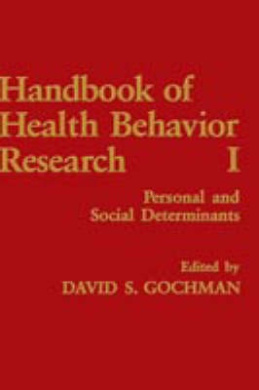 Handbook of
Health Behavior
Research I
Personal and
Social Determinants
Edited by
DAVID S. GOCHMAN